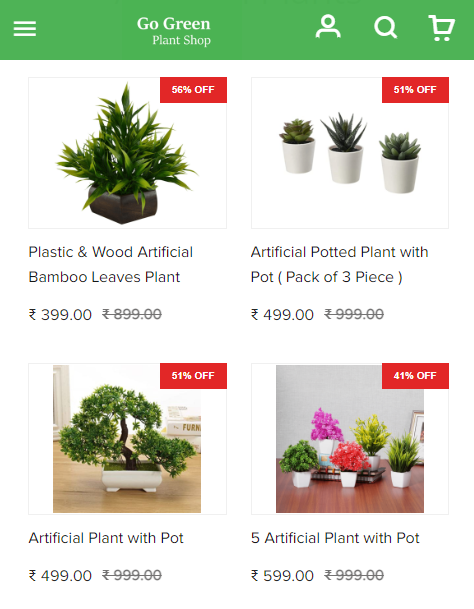 Go Green
Plant Shop
56% OFF
51% OFF
Plastic & Wood Artificial
Bamboo Leaves Plant
Artificial Potted Plant with
Pot ( Pack of 3 Piece )
₹ 399.00 ₹ 899.00
₹ 499.00 ₹ 999.00
51% OFF
41% OFF
FUN
Artificial Plant with Pot
5 Artificial Plant with Pot
₹ 499.00 ₹ 999.00
₹ 599.00 ₹ 999.00